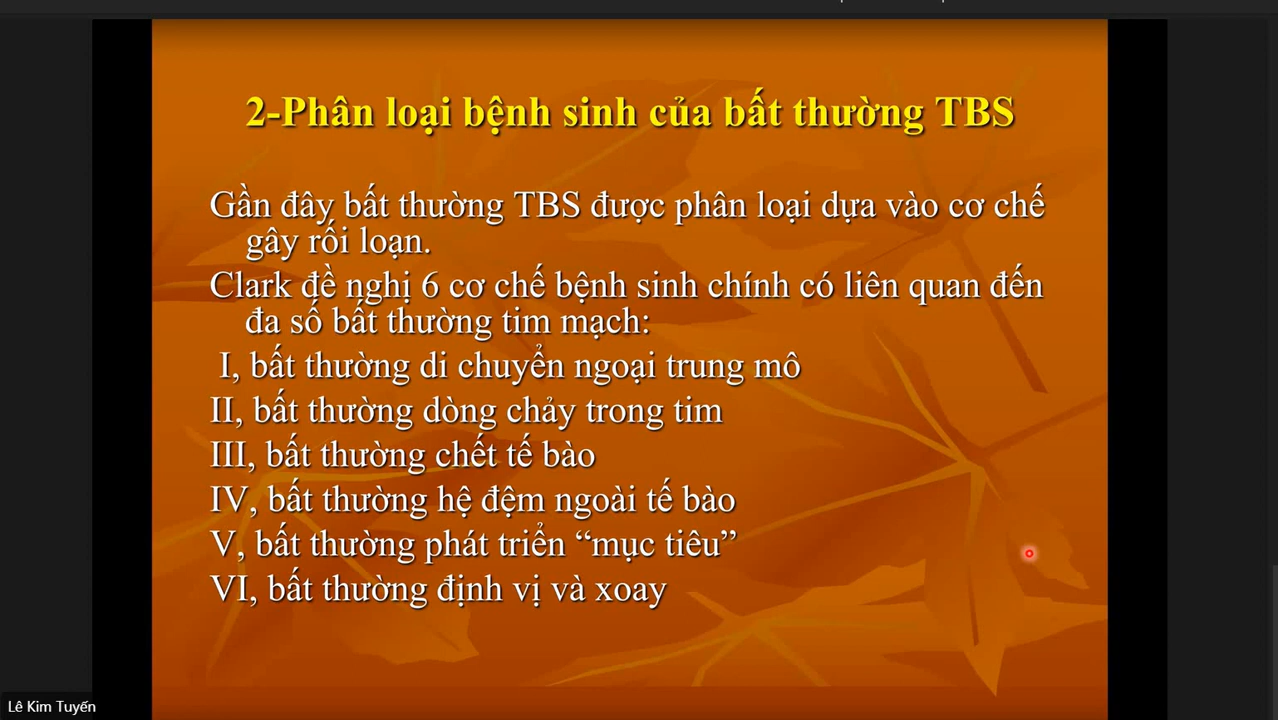 2-Phân loại bệnh sinh của bất thường TBS
Gần đây bất thường TBS được phân loại dựa vào cơ chế
gây rối loạn.
Clark đề nghị 6 cơ chế bệnh sinh chính có liên quan đến
đa số bất thường tim mạch:
I, bất thường di chuyển ngoại trung mô
II, bất thường dòng chảy trong tim
III, bất thường chết tế bào
IV, bất thường hệ đệm ngoài tế bào
V, bất thường phát triển “mục tiêu”
VI, bất thường định vị và xoay
Lê Kim Tuyến